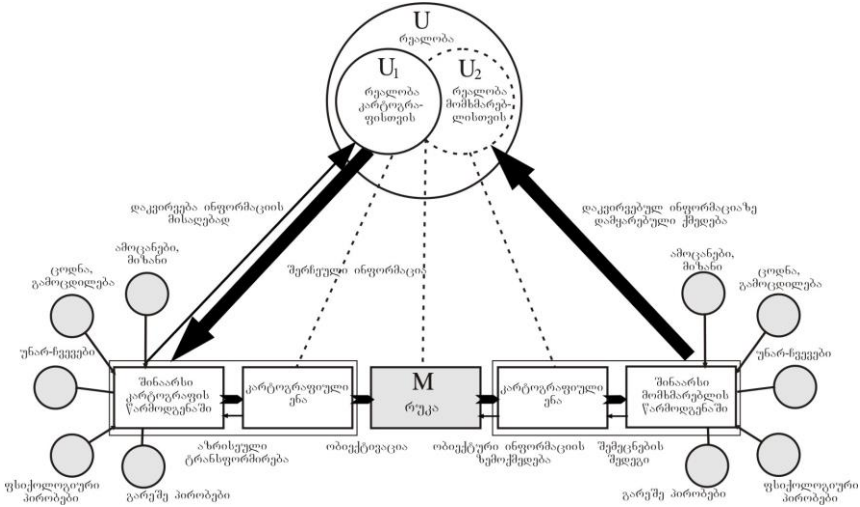 U
რეალობა
U1
რეალობა
კარტოგრა-
ფისთვის
U2
რეალობა
მომხმარებ-
ლისთვის
დაკვირვება ინფორმაციის
მისაღებად
დაკვირვებულ ინფორმაციაზე
დამყარებული ქმედება
შერჩეული ინფორმაცია
ამოცანები,
მიზანი
ცოდნა,
გამოცდილება
უნარ-ჩვევები
ფსიქოლოგიური
პირობები
გარეშე პირობები
შინაარსი
კარტოგრაფის
წარმოდგენაში
კარტოგრაფიული
ენა
M
რუკა
კარტოგრაფიული
ენა
შინაარსი
მომხმარებლის
წარმოდგენაში
აზრისეული
ტრანსფორმირება
ობიექტივაცია
ობიექტური ინფორმაციის
ზემოქმედება
შემეცნების
შედეგი
ამოცანები,
მიზანი
ცოდნა,
გამოცდილება
უნარ-ჩვევები
გარეშე პირობები
ფსიქოლოგიური
პირობები